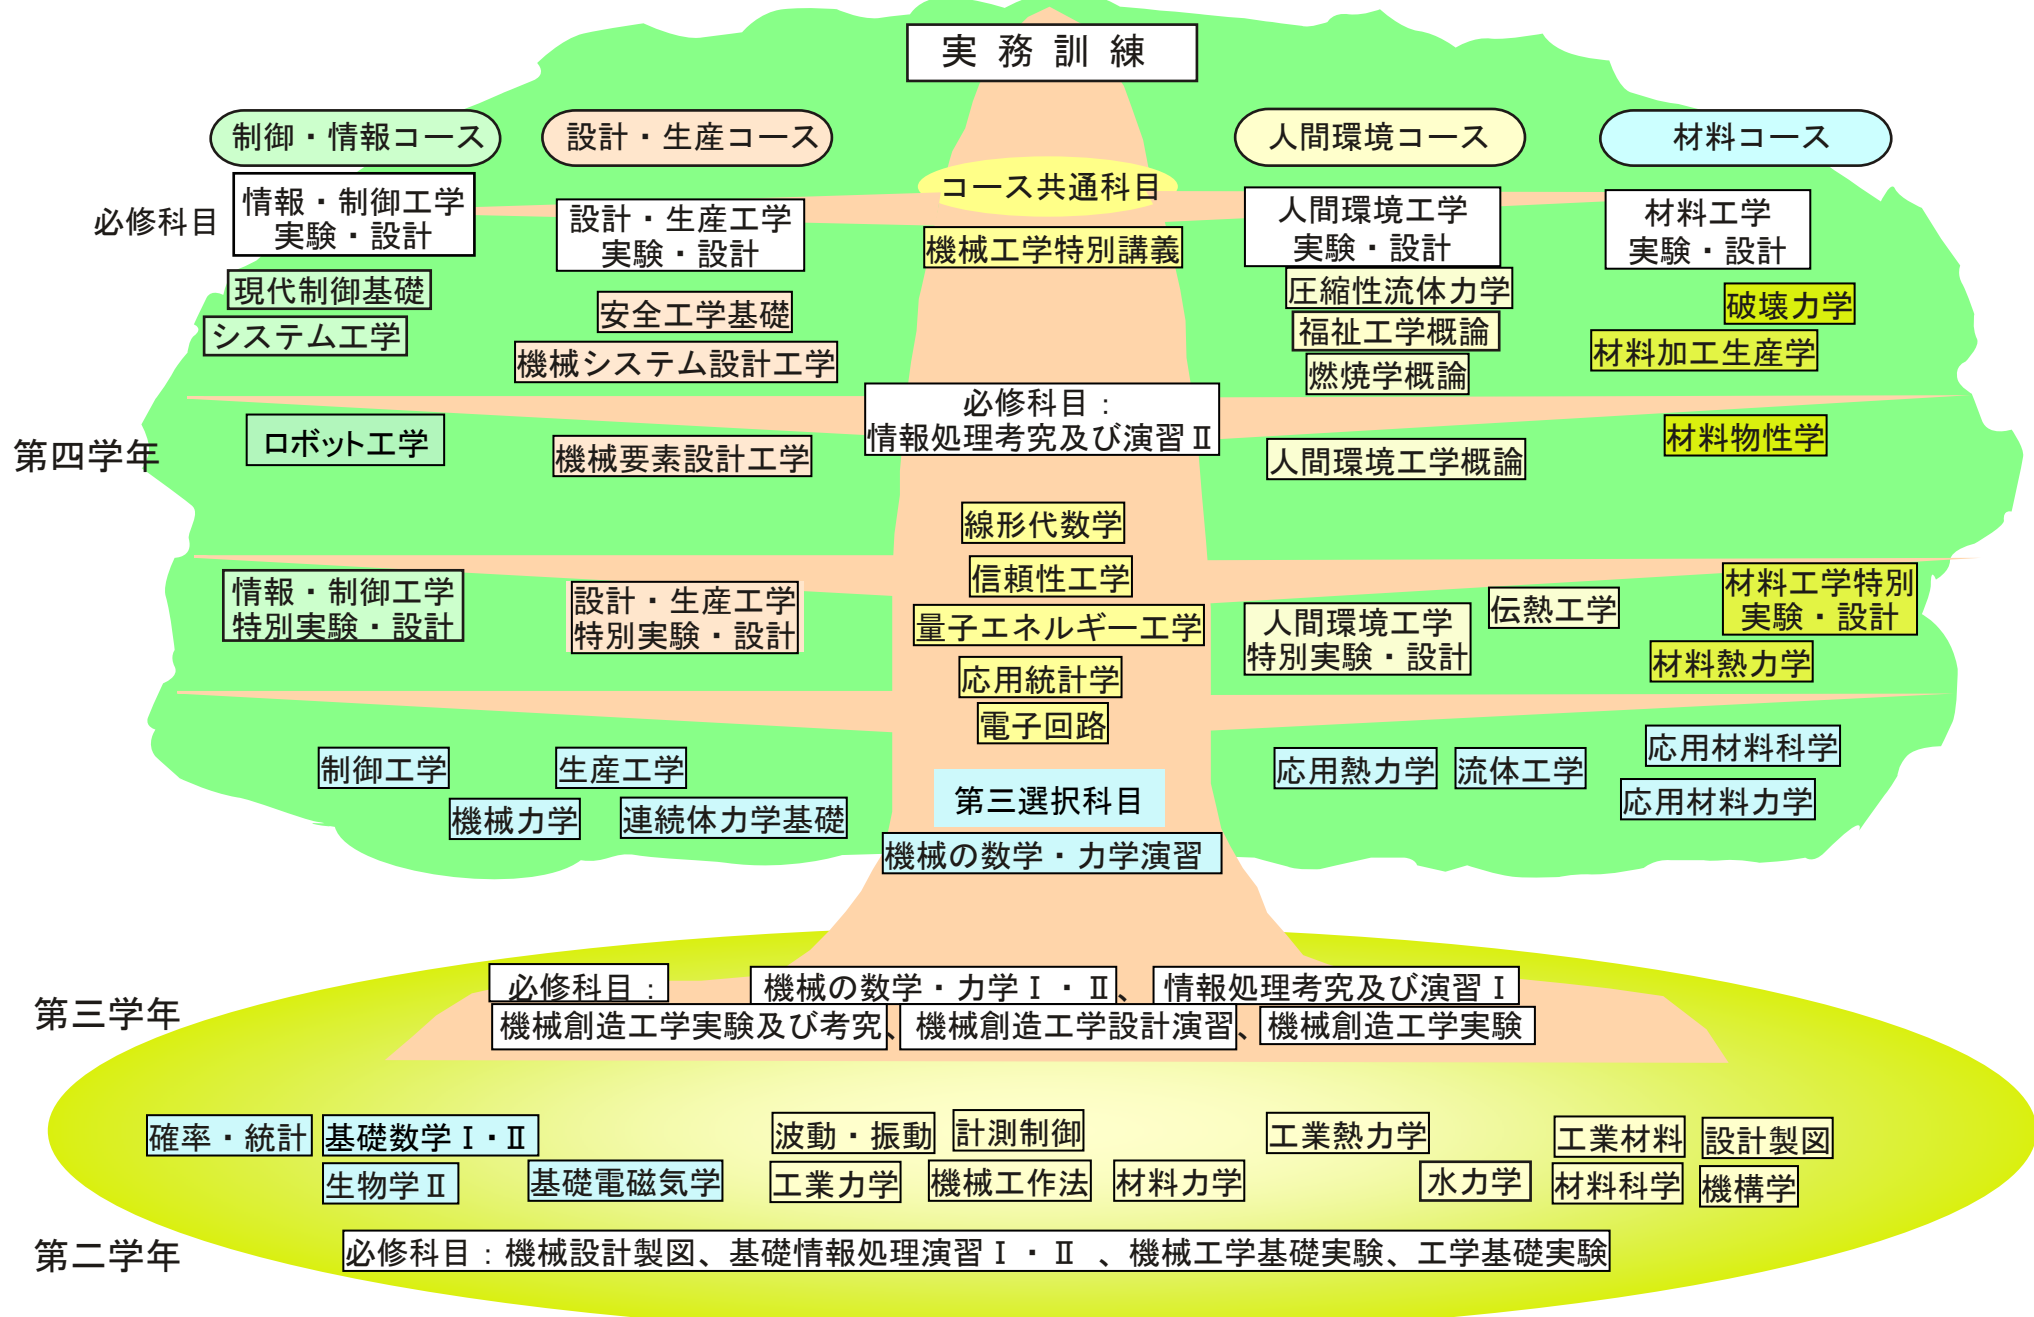 実務訓練
制御・情報コース
設計・生産コース
人間環境コース
材料コース
コース共通科目
必修科目
情報・制御工学
実験・設計
設計・生産工学
実験・設計
機械工学特別講義
人間環境工学
実験・設計
材料工学
実験・設計
現代制御基礎
システム工学
安全工学基礎
機械システム設計工学
圧縮性流体力学
福祉工学概論
燃焼学概論
破壊力学
材料加工生産学
必修科目：
情報処理考究及び演習Ⅱ
第四学年
ロボット工学
機械要素設計工学
人間環境工学概論
材料物性学
線形代数学
信頼性工学
量子エネルギー工学
応用統計学
電子回路
情報・制御工学
特別実験・設計
設計・生産工学
特別実験・設計
人間環境工学
特別実験・設計
伝熱工学
材料工学特別
実験・設計
材料熱力学
制御工学
生産工学
機械力学
連続体力学基礎
第三選択科目
機械の数学・力学演習
応用熱力学
流体工学
応用材料科学
応用材料力学
第三学年
必修科目： 機械の数学・力学Ⅰ・Ⅱ、情報処理考究及び演習Ⅰ
機械創造工学実験及び考究、機械創造工学設計演習、機械創造工学実験
確率・統計
基礎数学Ⅰ・Ⅱ
波動・振動
計測制御
工業熱力学
工業材料
設計製図
生物学Ⅱ
基礎電磁気学
工業力学
機械工作法
材料力学
水力学
材料科学
機構学
第二学年
必修科目：機械設計製図、基礎情報処理演習Ⅰ・Ⅱ、機械工学基礎実験、工学基礎実験